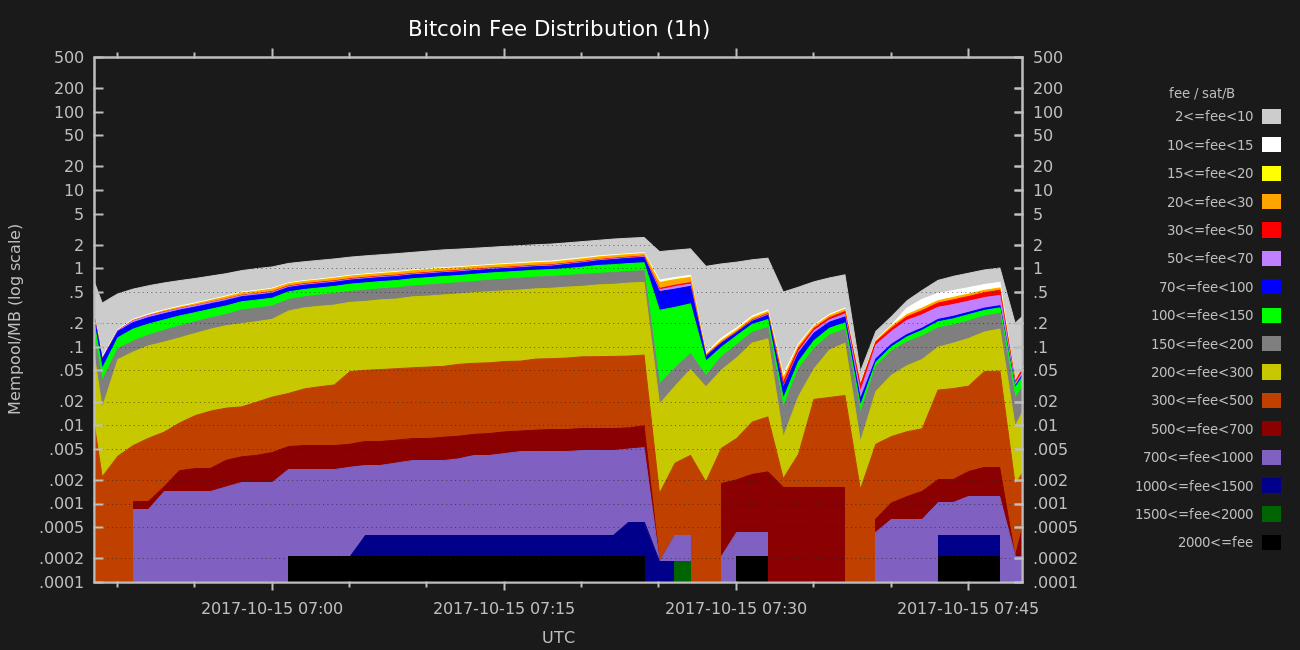 Bitcoin Fee Distribution (1h)
Mempool/MB (log scale)
500
200
100
50
20
10
5
2
1
.5
.2
.1
.05
.02
.01
.005
.002
.001
.0005
.0002
.0001
500
200
100
50
20
10
5
2
1
.5
.2
.1
.05
.02
.01
.005
.002
.001
.0005
.0002
.0001
2017-10-15 07:00
2017-10-15 07:15
2017-10-15 07:30
2017-10-15 07:45
UTC
fee / sat/B
2<=fee<10
10<=fee<15
15<=fee<20
20<=fee<30
30<=fee<50
50<=fee<70
70<=fee<100
100<=fee<150
150<=fee<200
200<=fee<300
300<=fee<500
500<=fee<700
700<=fee<1000
1000<=fee<1500
1500<=fee<2000
2000<=fee